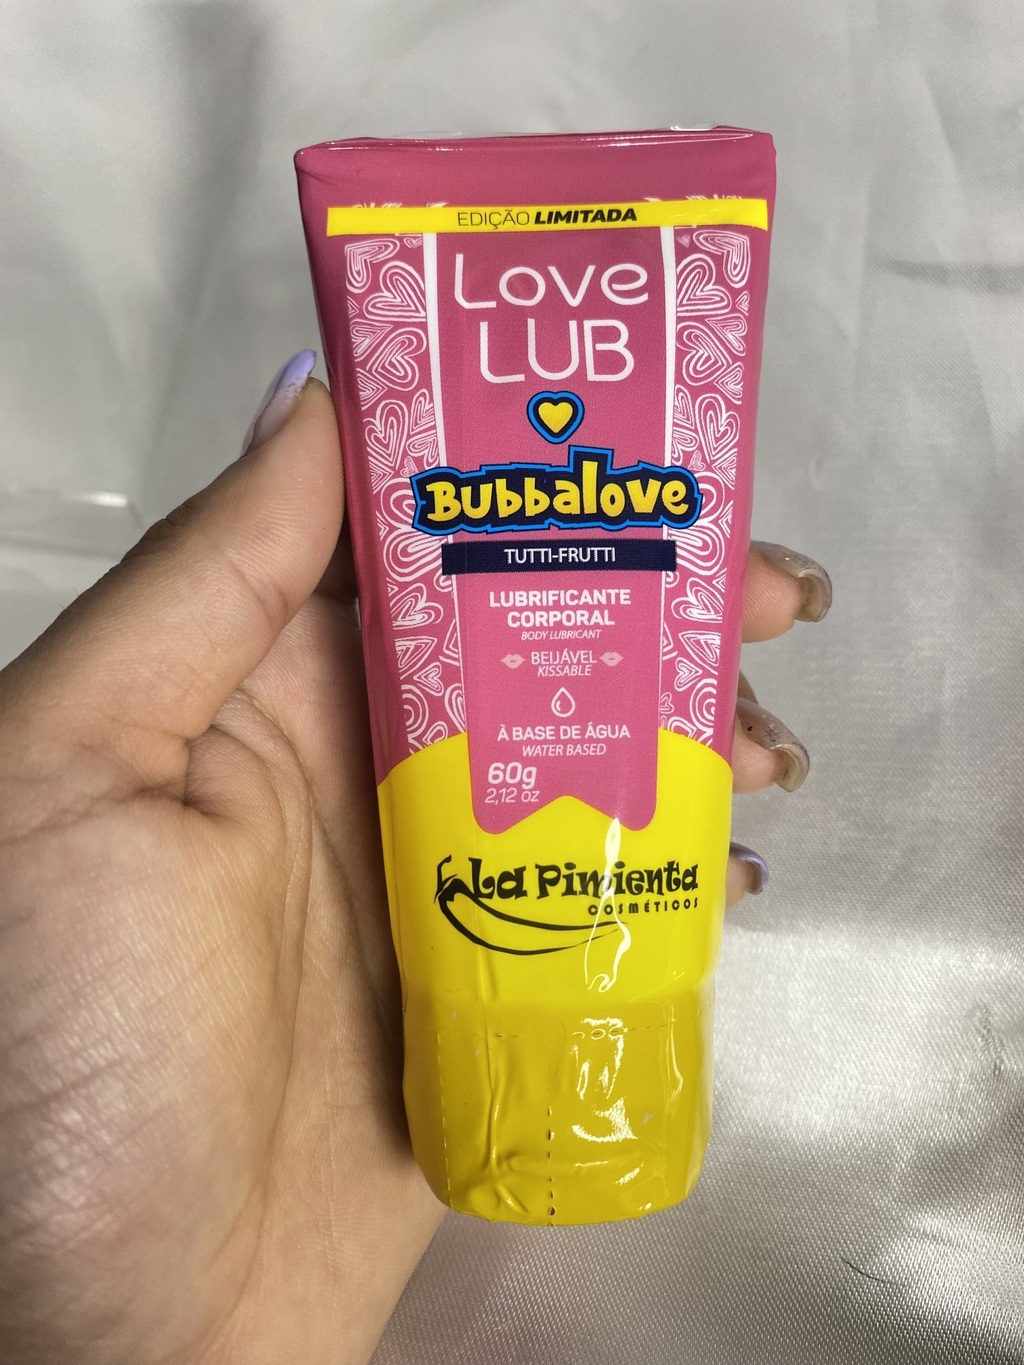 EDIÇÃO LIMITADA
Love
LUB
Bubbalove
TUTTI-FRUTTI
LUBRIFICANTE
CORPORAL
BODY LUBRICANT
BEIJÁVEL
KISSABLE
À BASE DE ÁGUA
WATER BASED
60g
2,12 oz
La Pimienta
COSMÉTICOS